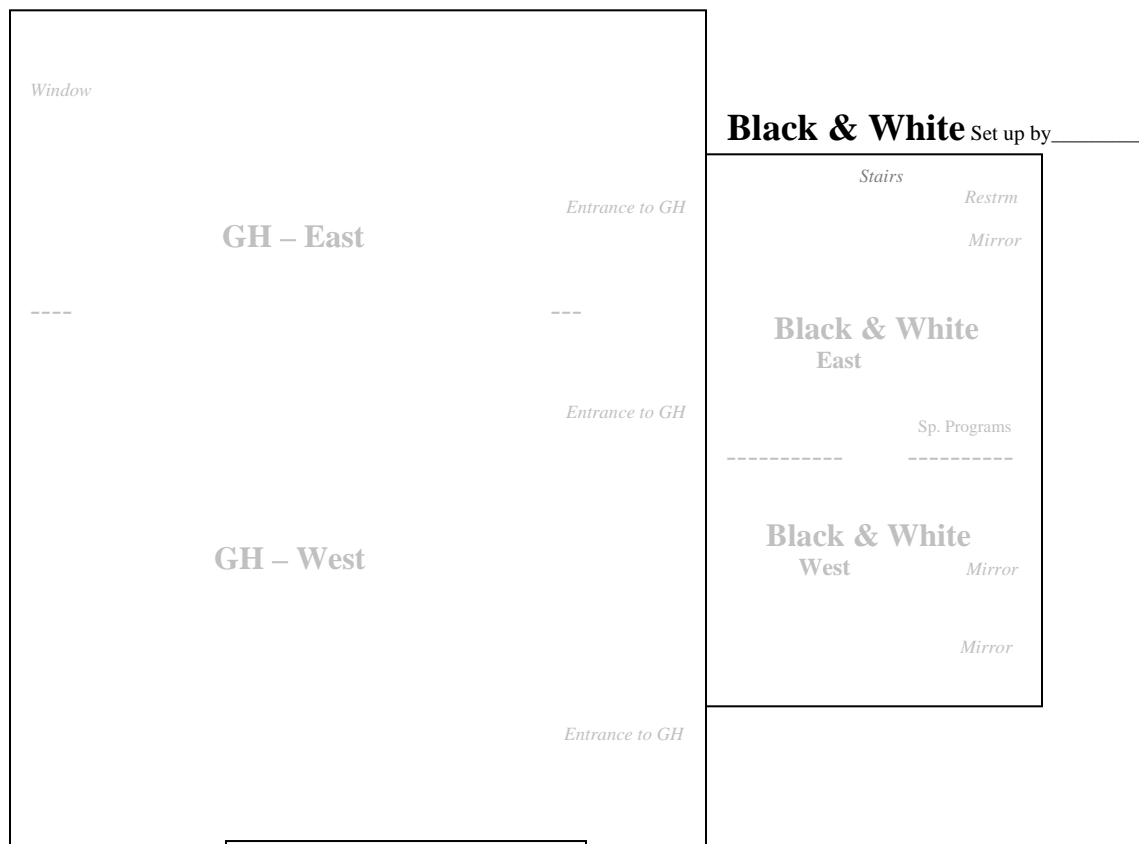 Window
Black & White Set up by___________
Stairs
Restrm
Entrance to GH
GH – East
Mirror
----
---
Black & White
East
Entrance to GH
Sp. Programs
-----------
----------
Black & White
West
Mirror
GH – West
Mirror
Entrance to GH